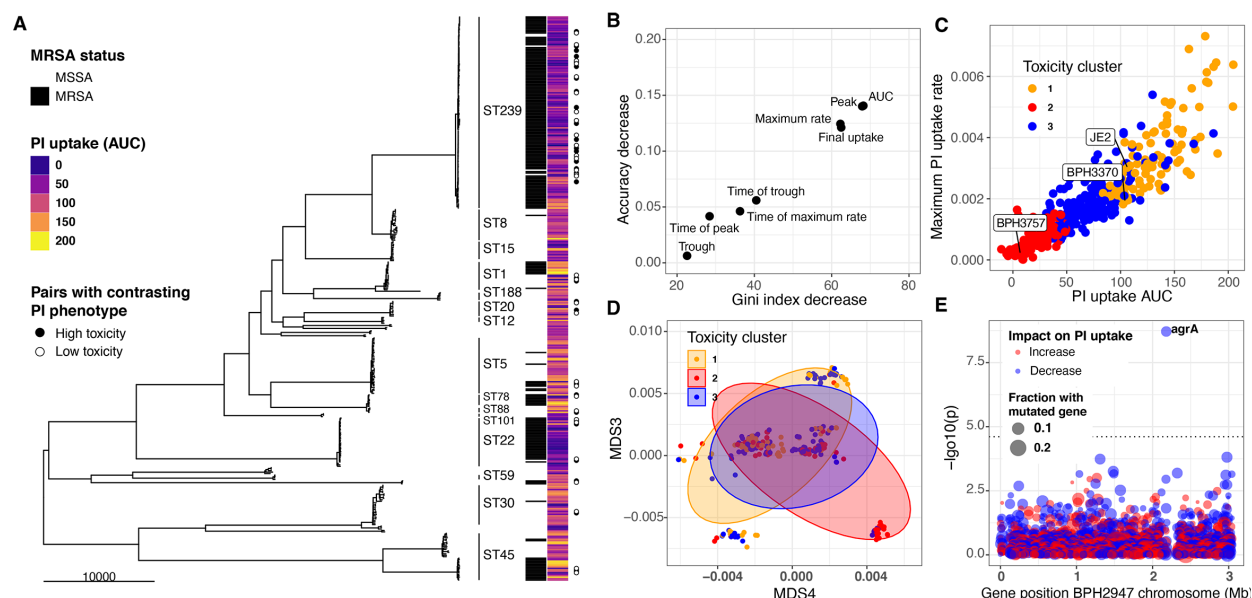 A
MRSA status
MSSA
MRSA
PI uptake (AUC)
0
50
100
150
200
Pairs with contrasting
PI phenotype
High toxicity
Low toxicity
10000
ST239
ST8
ST15
ST1
ST188
ST20
ST12
ST5
ST78
ST88
ST101
ST22
ST59
ST30
ST45
B
Accuracy decrease
0.20
0.15
0.10
0.05
0.00
Peak
AUC
Maximum rate
Final uptake
Time of trough
Time of maximum rate
Time of peak
Trough
20
40
60
80
Gini index decrease
C
Maximum PI uptake rate
0.006
0.004
0.002
0.000
Toxicity cluster
1
2
3
JE2
BPH3370
BPH3757
0
50
100
150
200
PI uptake AUC
D
MDS3
0.010
0.005
0.000
−0.005
Toxicity cluster
1
2
3
−0.004
0.000
0.004
MDS4
E
−lgo10(p)
7.5
5.0
2.5
0.0
Impact on PI uptake
Increase
Decrease
Fraction with
mutated gene
0.1
0.2
agrA
0
1
2
3
Gene position BPH2947 chromosome (Mb)